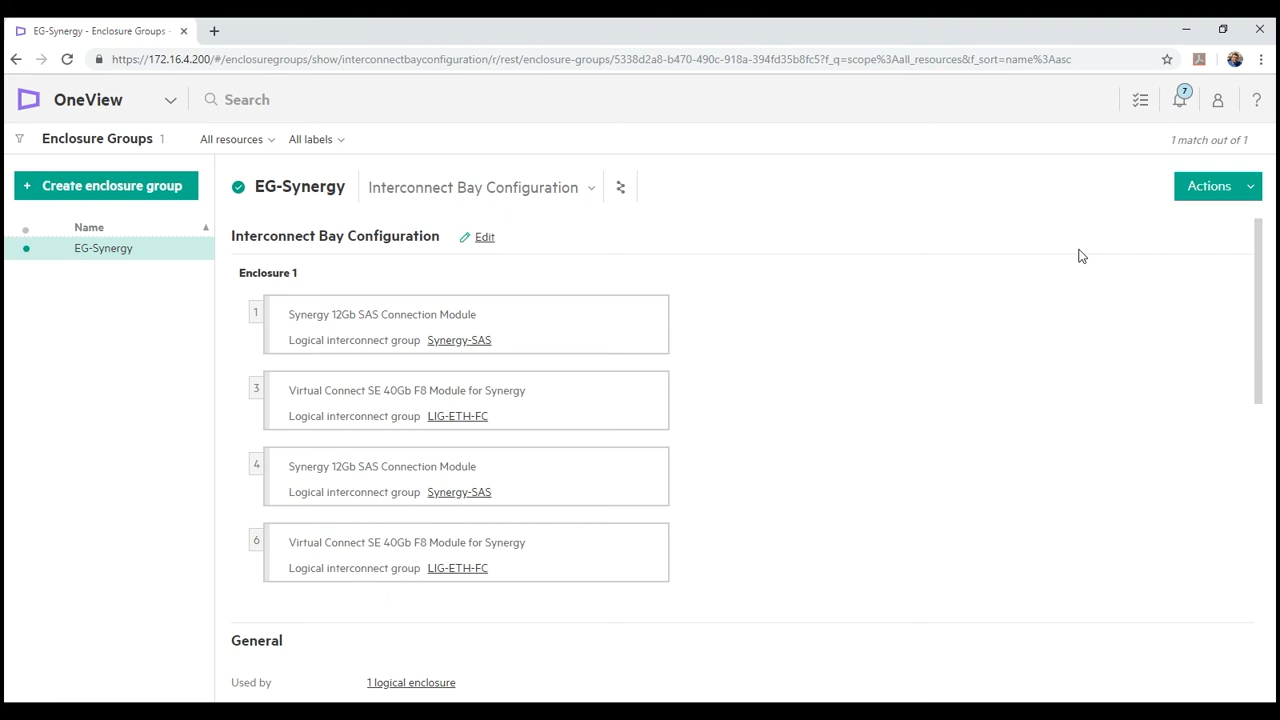 EG-Synergy - Enclosure Groups -
https://172.16.4.200/#/enclosuregroups/show/interconnectbayconfiguration/r/rest/enclosure-groups/5338d2a8-b470-490c-918a-394fd35b8fc5?f_q=scope%3Aall_resources&f_sort=name%3Aasc
OneView
Search
7
?
Enclosure Groups 1
All resources
All labels
1 match out of 1
+ Create enclosure group
Name
EG-Synergy
EG-Synergy
Interconnect Bay Configuration
Actions
Interconnect Bay Configuration
Edit
Enclosure 1
1
Synergy 12Gb SAS Connection Module
Logical interconnect group Synergy-SAS
3
Virtual Connect SE 40Gb F8 Module for Synergy
Logical interconnect group LIG-ETH-FC
4
Synergy 12Gb SAS Connection Module
Logical interconnect group Synergy-SAS
6
Virtual Connect SE 40Gb F8 Module for Synergy
Logical interconnect group LIG-ETH-FC
General
Used by 1 logical enclosure